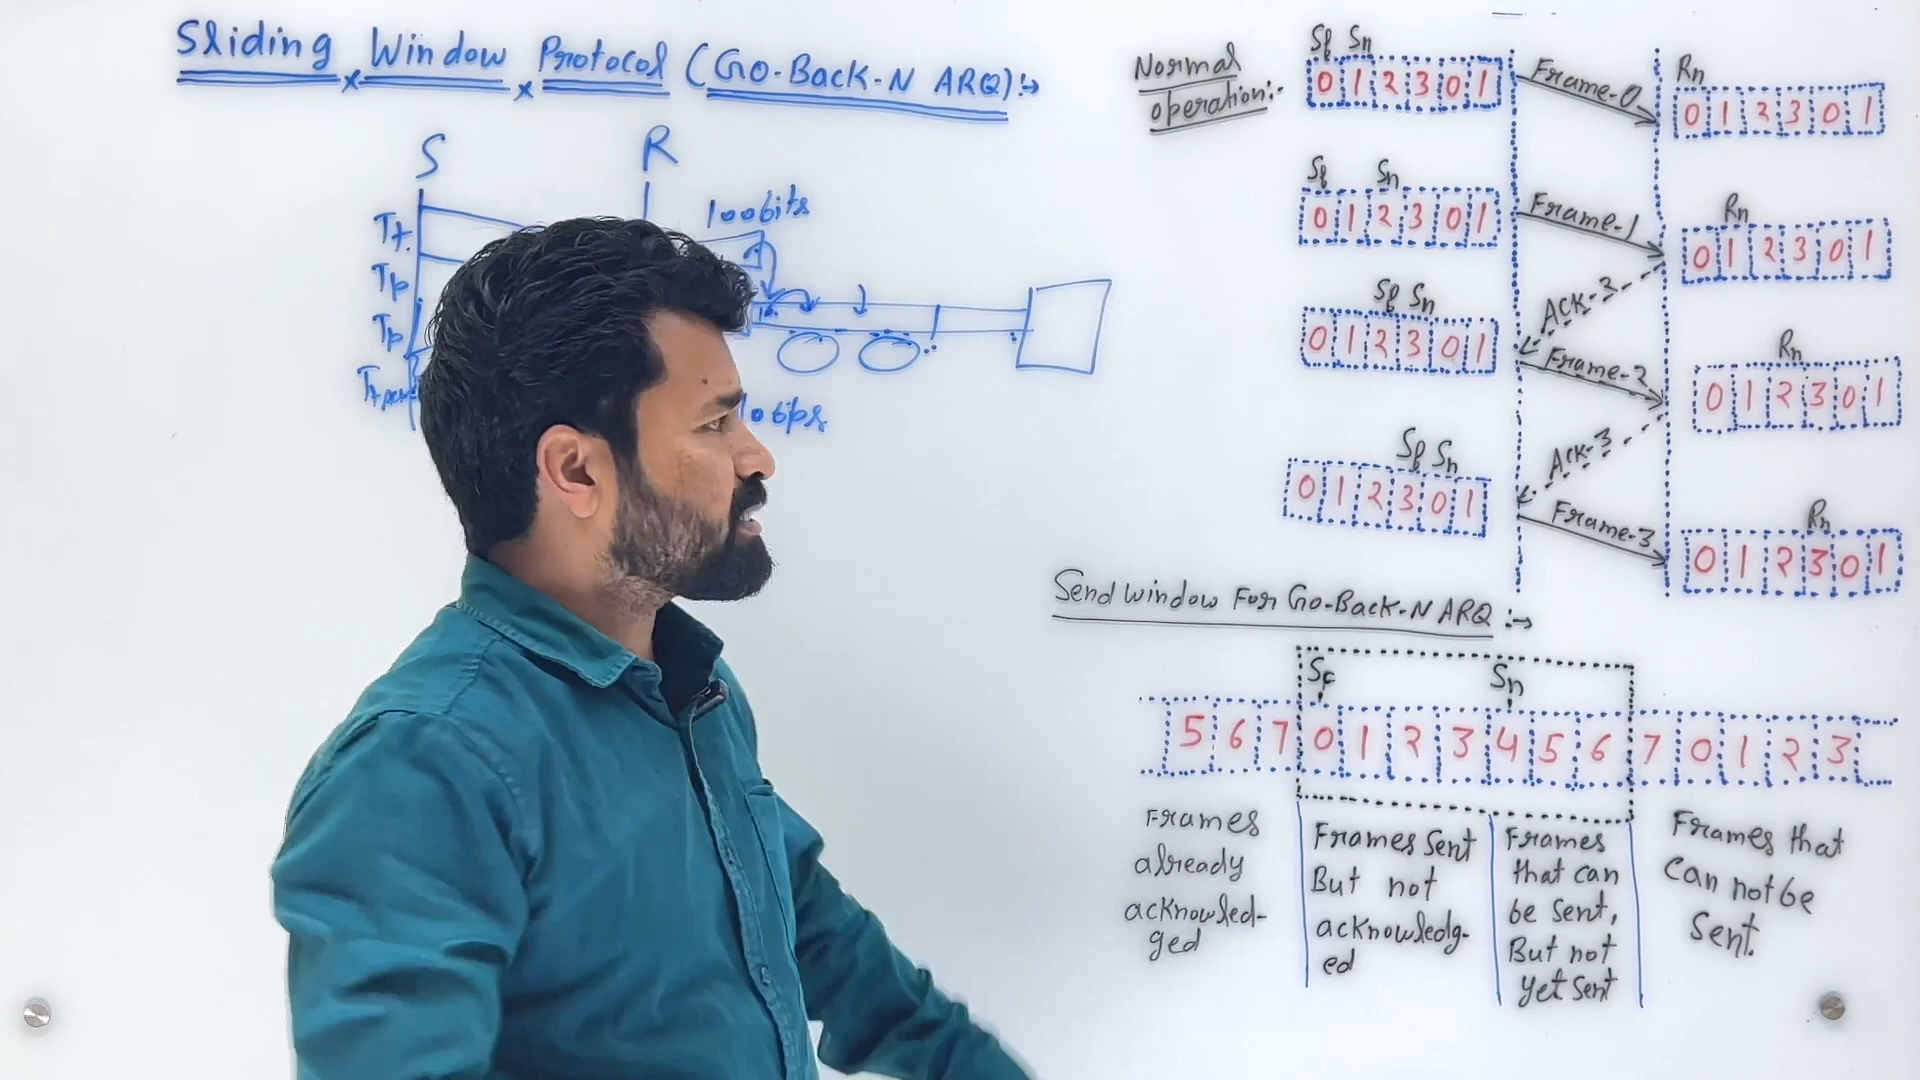 Sliding Window Protocol (Go-Back-N ARQ):→
S
R
100bits
Tt
Tp
Tp
10bps
Normal
operation:-
Sf Sn
0 1 2 3 0 1
Frame-0
Rn
0 1 2 3 0 1
Sf Sn
0 1 2 3 0 1
Frame-1
Rn
0 1 2 3 0 1
ACK-2
Sf Sn
0 1 2 3 0 1
Frame-2
Rn
0 1 2 3 0 1
ACK-3
Sf Sn
0 1 2 3 0 1
Frame-3
Rn
0 1 2 3 0 1
Send window For Go-Back-N ARQ :→
Sf Sn
5 6 7 0 1 2 3 4 5 6 7 0 1 2 3
Frames
already
acknowled-
ged
Frames Sent
But not
acknowledg-
ed
Frames
that can
be sent,
But not
yet sent
Frames that
can not be
sent.